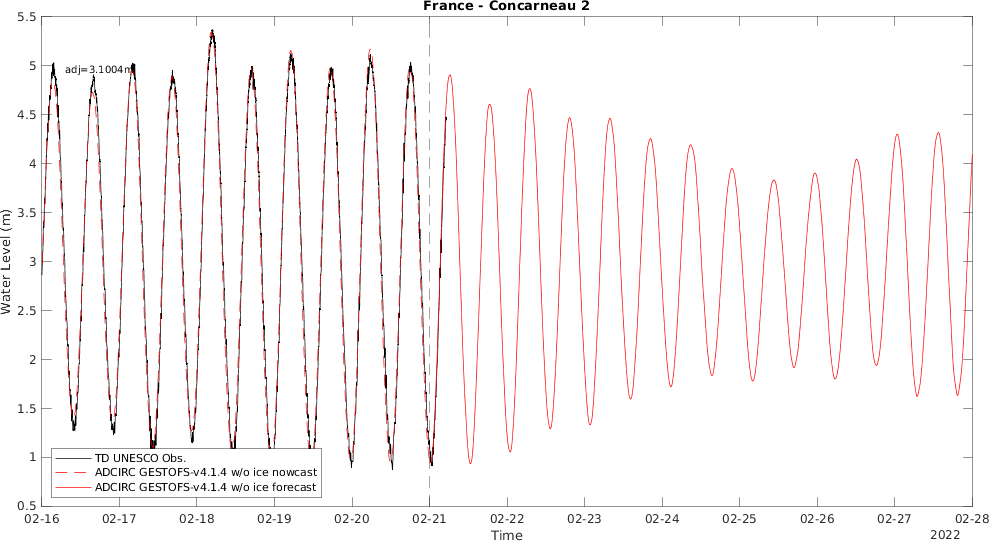 France - Concarneau 2
5.5
5
4.5
4
3.5
3
2.5
2
1.5
1
0.5
Water Level (m)
adj=3.1004m
TD UNESCO Obs.
ADCIRC GESTOFS-v4.1.4 w/o ice nowcast
ADCIRC GESTOFS-v4.1.4 w/o ice forecast
02-16 02-17 02-18 02-19 02-20 02-21 02-22 02-23 02-24 02-25 02-26 02-27 02-28
Time
2022